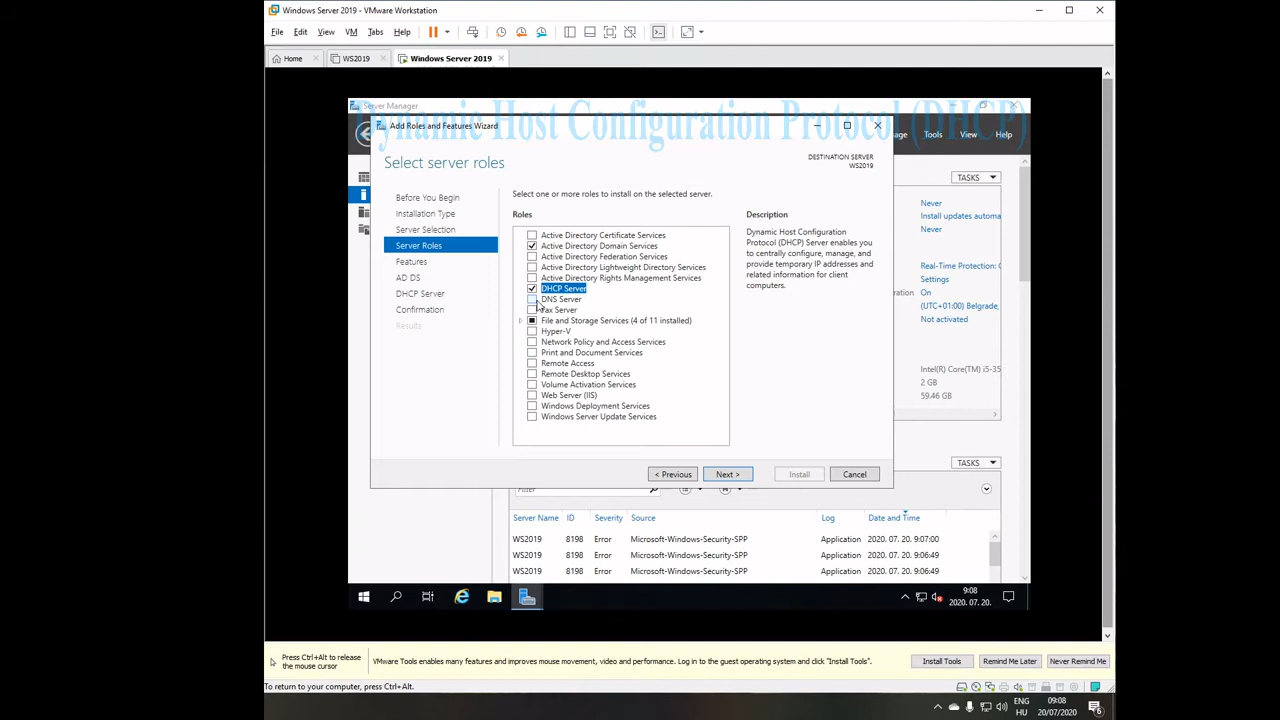 Windows Server 2019 - VMware Workstation
File Edit View VM Tabs Help
Home WS2019 Windows Server 2019
Server Manager
Dynamic Host Configuration Protocol (DHCP)
Add Roles and Features Wizard
Tools View Help
Select server roles
DESTINATION SERVER
WS2019
TASKS
Before You Begin
Installation Type
Server Selection
Server Roles
Features
AD DS
DHCP Server
Confirmation
Results
Select one or more roles to install on the selected server.
Roles
Active Directory Certificate Services
Active Directory Domain Services
Active Directory Federation Services
Active Directory Lightweight Directory Services
Active Directory Rights Management Services
DHCP Server
DNS Server
Fax Server
File and Storage Services (4 of 11 installed)
Hyper-V
Network Policy and Access Services
Print and Document Services
Remote Access
Remote Desktop Services
Volume Activation Services
Web Server (IIS)
Windows Deployment Services
Windows Server Update Services
Description
Dynamic Host Configuration
Protocol (DHCP) Server enables you
to centrally configure, manage, and
provide temporary IP addresses and
related information for client
computers.
Never
Install updates automa
Never
Real-Time Protection: 
Settings
On
(UTC+01:00) Belgrade,
Not activated
Intel(R) Core(TM) i5-35
2 GB
59.46 GB
< Previous Next > Install Cancel
TASKS
Filter
Server Name ID Severity Source Log Date and Time
WS2019 8198 Error Microsoft-Windows-Security-SPP Application 2020. 07. 20. 9:07:00
WS2019 8198 Error Microsoft-Windows-Security-SPP Application 2020. 07. 20. 9:06:49
WS2019 8198 Error Microsoft-Windows-Security-SPP Application 2020. 07. 20. 9:06:49
9:08
2020. 07. 20.
Press Ctrl+Alt to release
the mouse cursor
VMware Tools enables many features and improves mouse movement, video and performance. Log in to the guest operating system and click "Install Tools".
Install Tools Remind Me Later Never Remind Me
To return to your computer, press Ctrl+Alt.
ENG
HU
09:08
20/07/2020
6